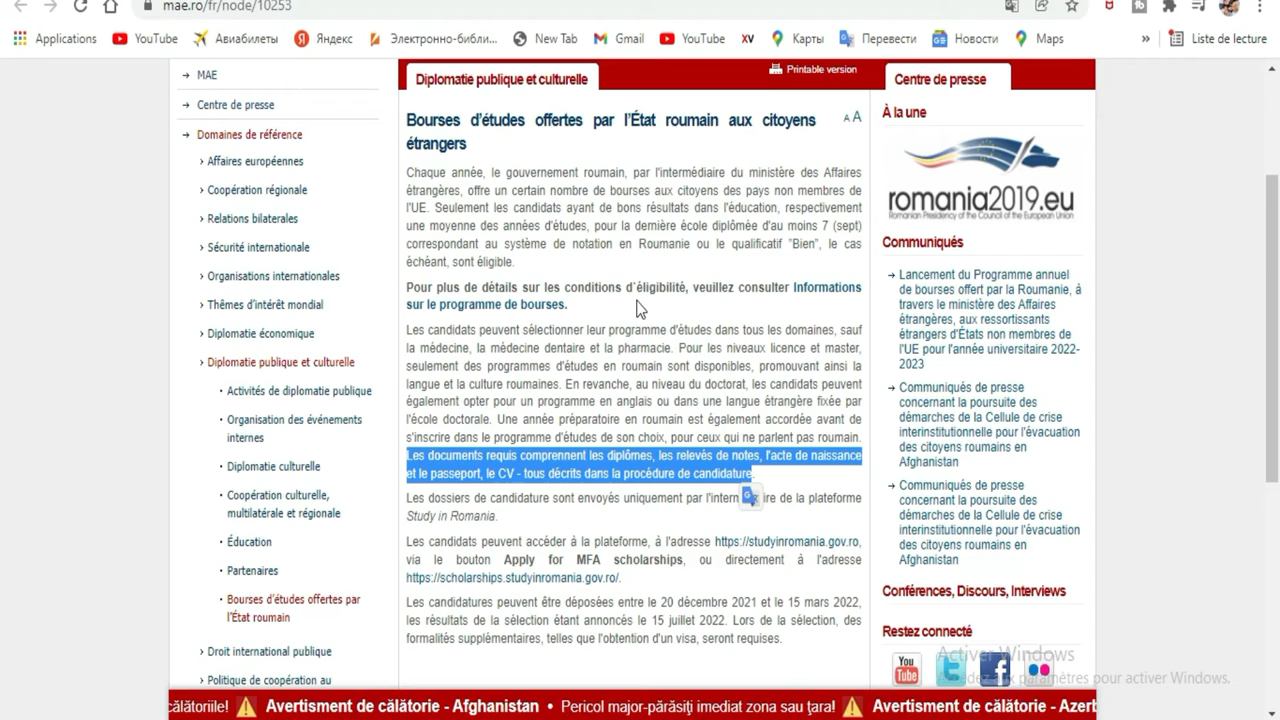 mae.ro/fr/node/10253
Applications YouTube Авиабилеты Яндекс Электронно-библи... New Tab Gmail YouTube XV Карты Перевести Новости Maps » Liste de lecture
MAE
Centre de presse
Domaines de référence
Affaires européennes
Coopération régionale
Relations bilaterales
Sécurité internationale
Organisations internationales
Thêmes d'intérêt mondial
Diplomatie économique
Diplomatie publique et culturelle
Activités de diplomatie publique
Organisation des événements
internes
Diplomatie culturelle
Coopération culturelle,
multilatérale et régionale
Éducation
Partenaires
Bourses d'études offertes par
l'État roumain
Droit international publique
Politique de coopération au
Diplomatie publique et culturelle
Printable version
Bourses d'études offertes par l'État roumain aux citoyens
étrangers
A A
Chaque année, le gouvernement roumain, par l'intermédiaire du ministère des Affaires
étrangères, offre un certain nombre de bourses aux citoyens des pays non membres de
l'UE. Seulement les candidats ayant de bons résultats dans l'éducation, respectivement
une moyenne des années d'études, pour la dernière école diplômée d'au moins 7 (sept)
correspondant au système de notation en Roumanie ou le qualificatif ”Bien”, le cas
échéant, sont éligible.
Pour plus de détails sur les conditions d`éligibilité, veuillez consulter Informations
sur le programme de bourses.
Les candidats peuvent sélectionner leur programme d'études dans tous les domaines, sauf
la médecine, la médecine dentaire et la pharmacie. Pour les niveaux licence et master,
seulement des programmes d'études en roumain sont disponibles, promouvant ainsi la
langue et la culture roumaines. En revanche, au niveau du doctorat, les candidats peuvent
également opter pour un programme en anglais ou dans une langue étrangère fixée par
l'école doctorale. Une année préparatoire en roumain est également accordée avant de
s'inscrire dans le programme d'études de son choix, pour ceux qui ne parlent pas roumain.
Les documents requis comprennent les diplômes, les relevés de notes, l'acte de naissance
et le passeport, le CV - tous décrits dans la procédure de candidature.
Les dossiers de candidature sont envoyés uniquement par l'intern ire de la plateforme
Study in Romania.
Les candidats peuvent accéder à la plateforme, à l'adresse https://studyinromania.gov.ro,
via le bouton Apply for MFA scholarships, ou directement à l'adresse
https://scholarships.studyinromania.gov.ro/.
Les candidatures peuvent être déposées entre le 20 décembre 2021 et le 15 mars 2022,
les résultats de la sélection étant annoncés le 15 juillet 2022. Lors de la sélection, des
formalités supplémentaires, telles que l'obtention d'un visa, seront requises.
Centre de presse
À la une
romania2019.eu
Romanian Presidency of the Council of the European Union
Communiqués
Lancement du Programme annuel
de bourses offert par la Roumanie, à
travers le ministère des Affaires
étrangères, aux ressortissants
étrangers d'États non membres de
l'UE pour l'année universitaire 2022-
2023
Communiqués de presse
concernant la poursuite des
démarches de la Cellule de crise
interinstitutionnelle pour l'évacuation
des citoyens roumains en
Afghanistan
Communiqués de presse
concernant la poursuite des
démarches de la Cellule de crise
interinstitutionnelle pour l'évacuation
des citoyens roumains en
Afghanistan
Conférences, Discours, Interviews
Restez connecté
You Tube
Activer Windows
Accédez aux paramètres pour activer Windows.
călătoriile! Avertisment de călătorie - Afghanistan • Pericol major-părăsiți imediat zona sau țara! Avertisment de călătorie - Azerb